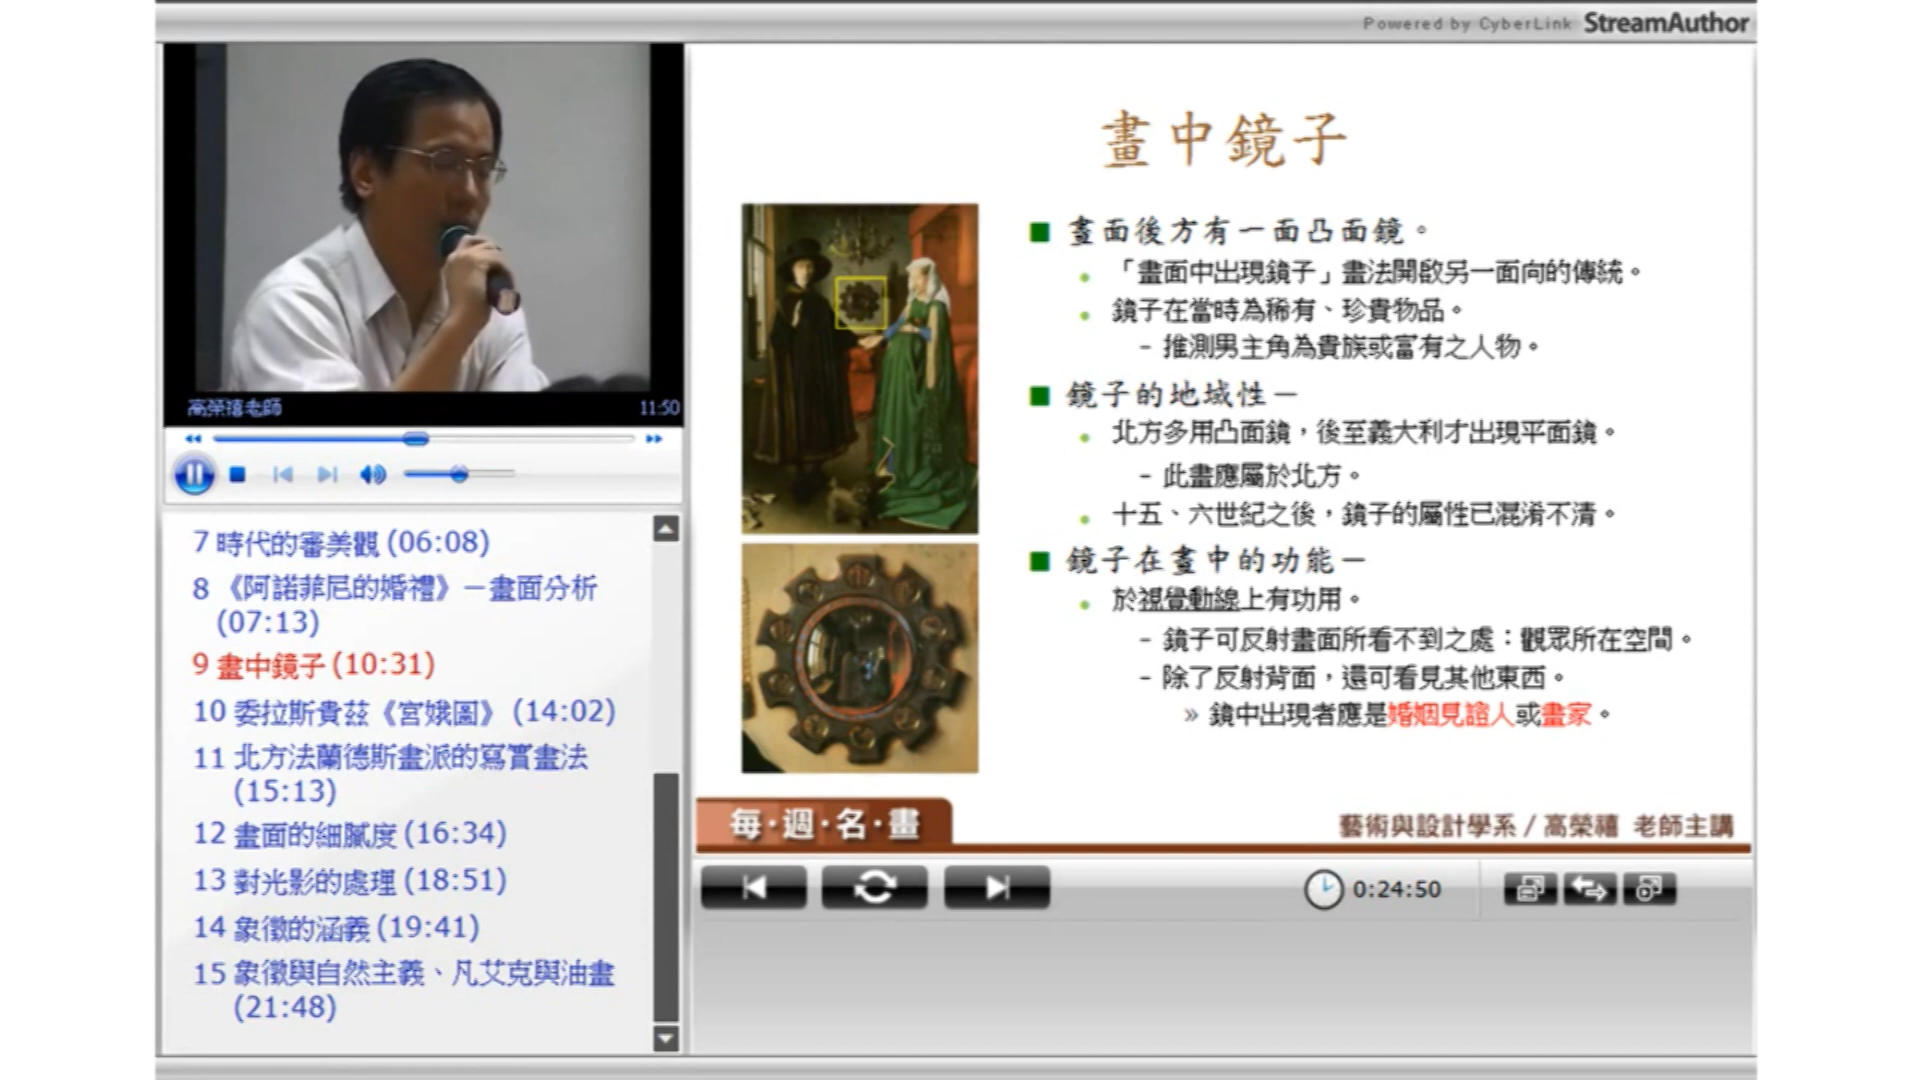 Powered by CyberLink StreamAuthor
高榮禧老師 11:50
7 時代的審美觀 (06:08)
8 《阿諾菲尼的婚禮》－畫面分析
(07:13)
9 畫中鏡子 (10:31)
10 委拉斯貴茲《宮娥圖》 (14:02)
11 北方法蘭德斯畫派的寫實畫法
(15:13)
12 畫面的細膩度 (16:34)
13 對光影的處理 (18:51)
14 象徵的涵義 (19:41)
15 象徵與自然主義、凡艾克與油畫
(21:48)
畫中鏡子
■ 畫面後方有一面凸面鏡。
• 「畫面中出現鏡子」畫法開啟另一面向的傳統。
• 鏡子在當時為稀有、珍貴物品。
– 推測男主角為貴族或富有之人物。
■ 鏡子的地域性－
• 北方多用凸面鏡，後至義大利才出現平面鏡。
– 此畫應屬於北方。
• 十五、六世紀之後，鏡子的屬性已混淆不清。
■ 鏡子在畫中的功能－
• 於視覺動線上有功用。
– 鏡子可反射畫面所看不到之處：觀眾所在空間。
– 除了反射背面，還可看見其他東西。
» 鏡中出現者應是婚姻見證人或畫家。
每·週·名·畫
藝術與設計學系 / 高榮禧 老師主講
0:24:50